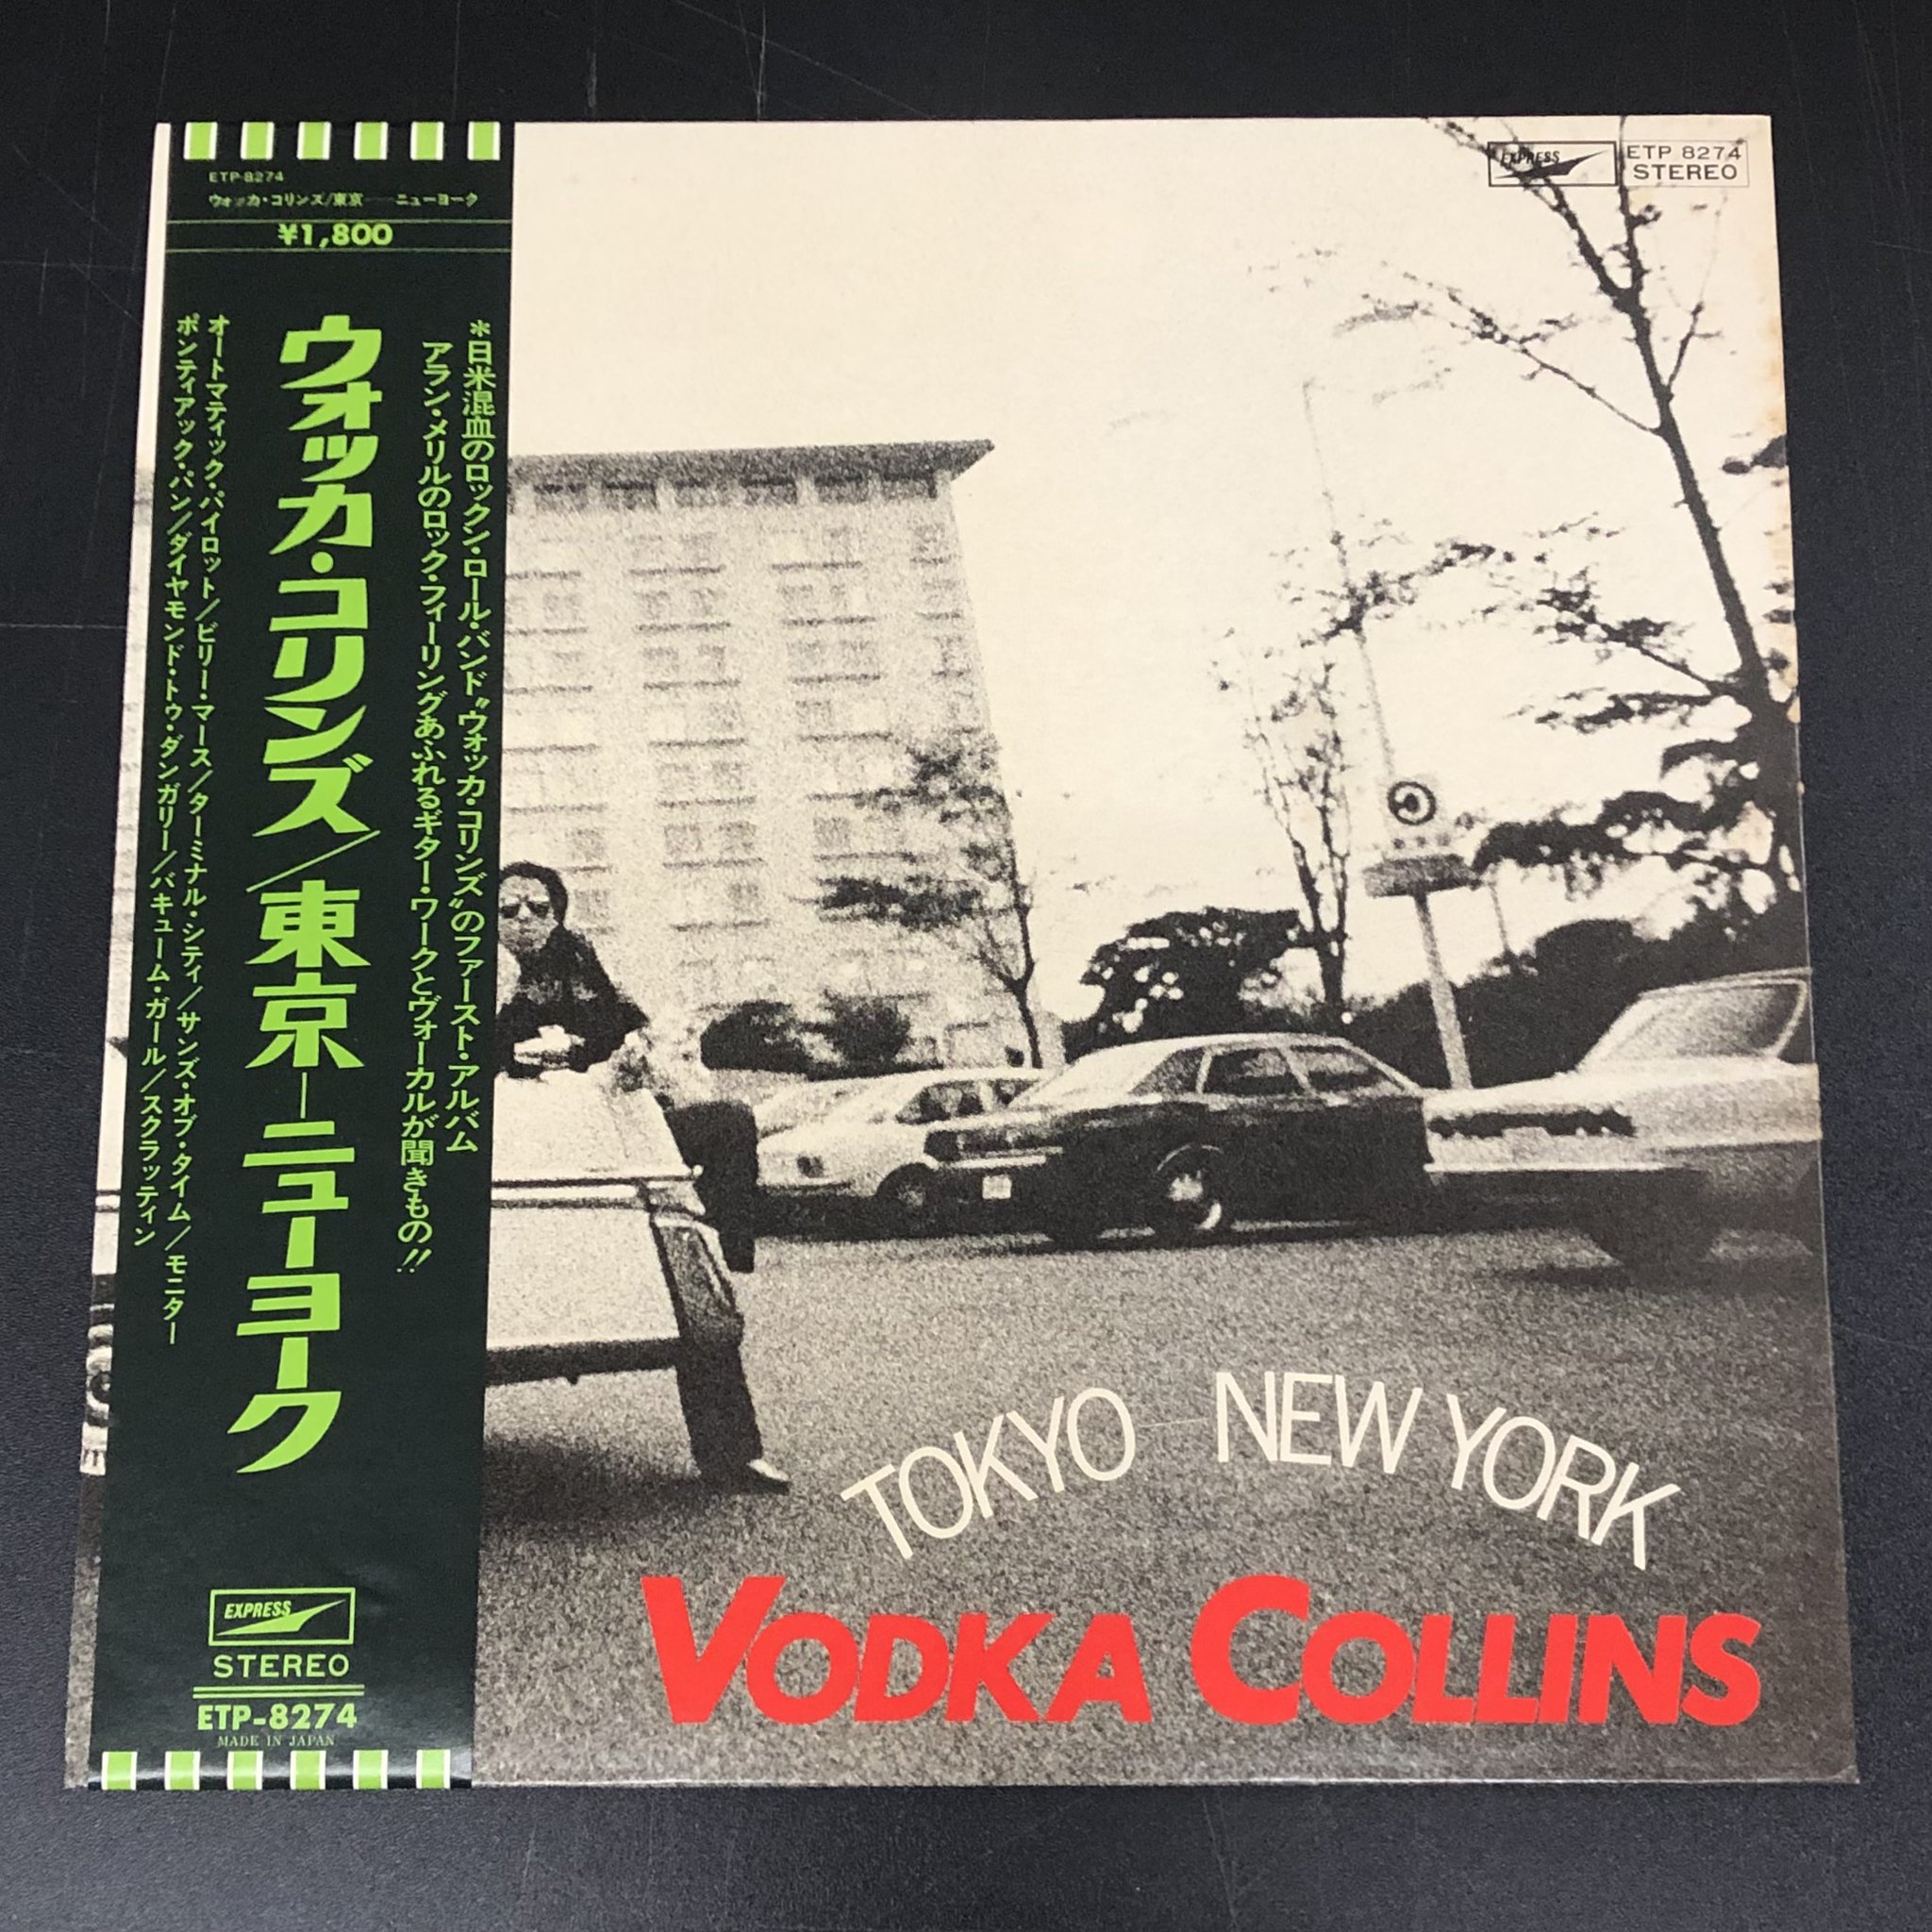 ETP-8274
ウォッカ・コリンズ/東京—ニューヨーク
¥1,800
*日米混血のロックン・ロール・バンド“ウォッカ・コリンズ”のファースト・アルバム
アラン・メリルのロック・フィーリングあふれるギター・ワークとヴォーカルが聞きもの!!
ウォッカ・コリンズ/東京—ニューヨーク
オートマティック・パイロット/ビリー・マース/ターミナル・シティ/サンズ・オブ・タイム/モニター
ポンティアック・パン/ダイヤモンド・トゥ・ダンガリー/バキューム・ガール/スクラッティン
EXPRESS
STEREO
ETP-8274
MADE IN JAPAN
EXPRESS
ETP 8274
STEREO
TOKYO — NEW YORK
VODKA COLLINS